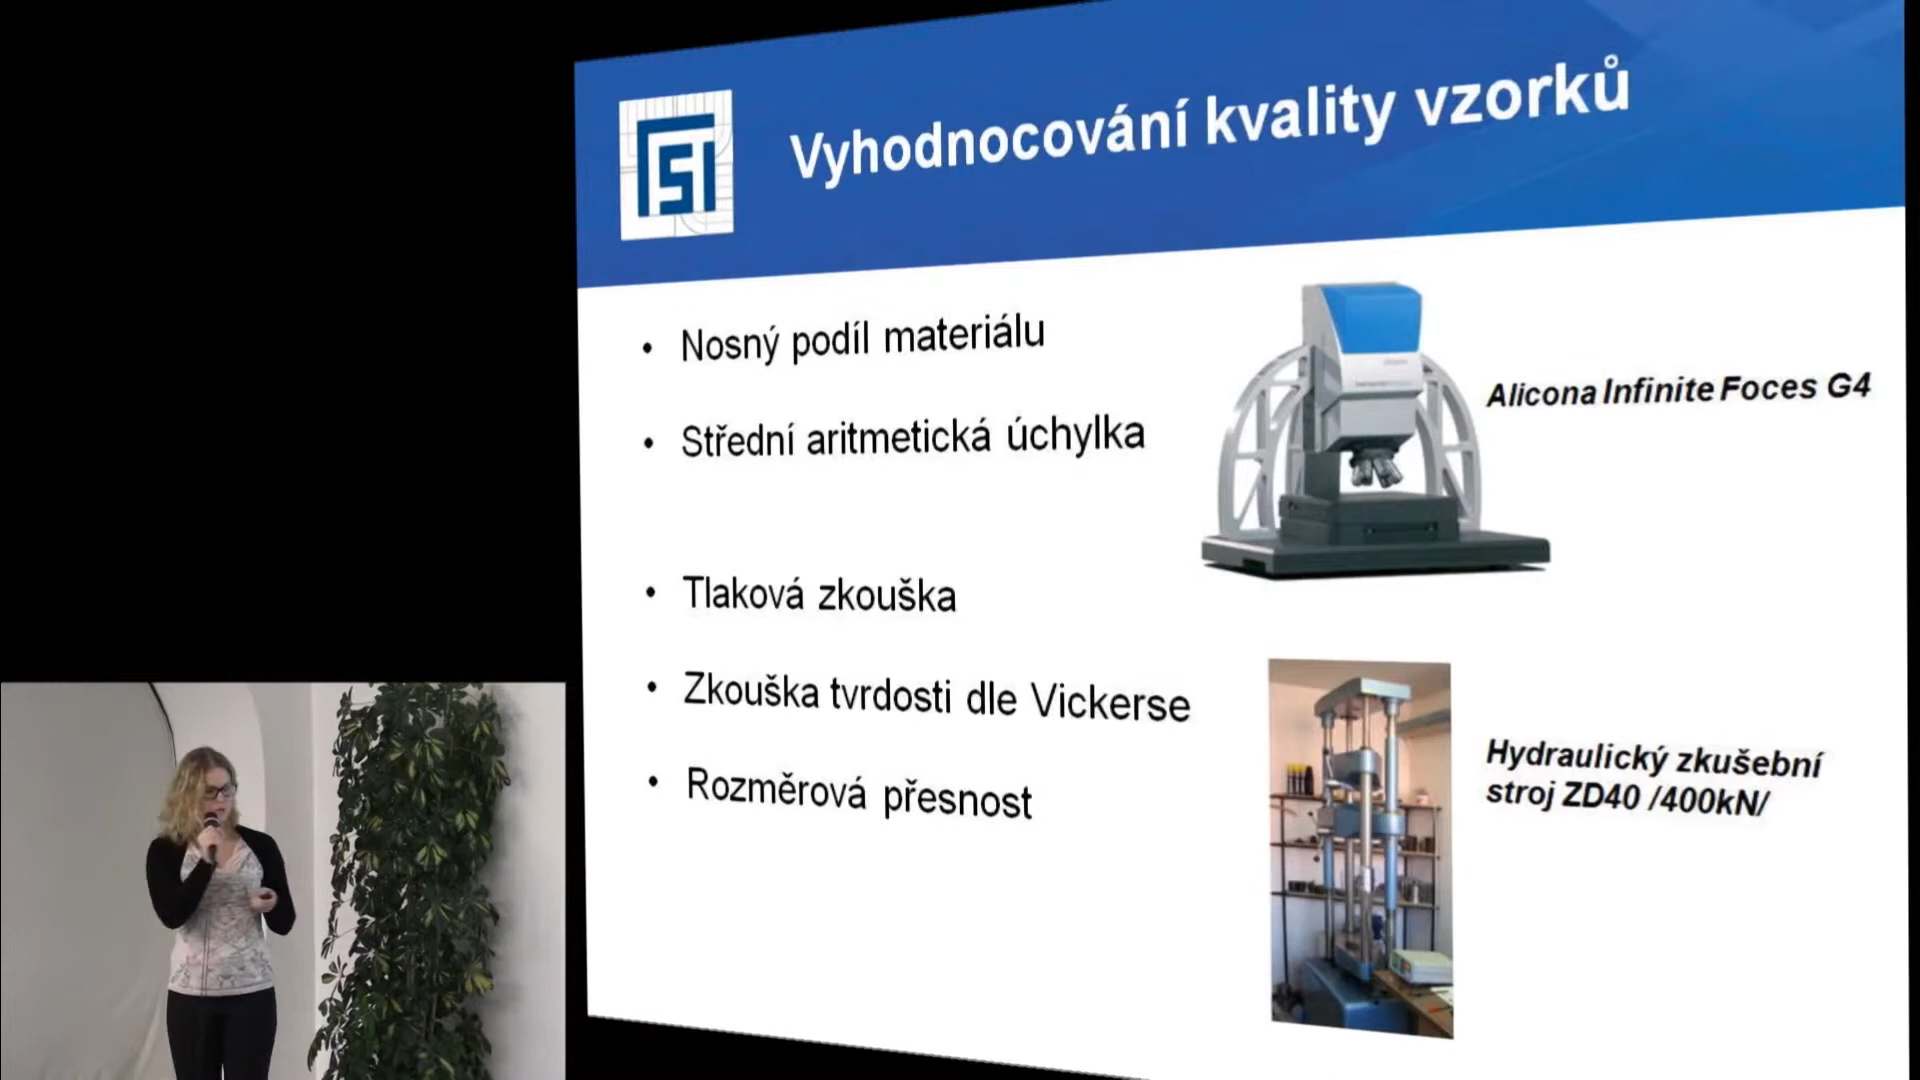 FST
Vyhodnocování kvality vzorků
• Nosný podíl materiálu
• Střední aritmetická úchylka
Alicona Infinite Foces G4
• Tlaková zkouška
• Zkouška tvrdosti dle Vickerse
• Rozměrová přesnost
Hydraulický zkušební
stroj ZD40 /400kN/